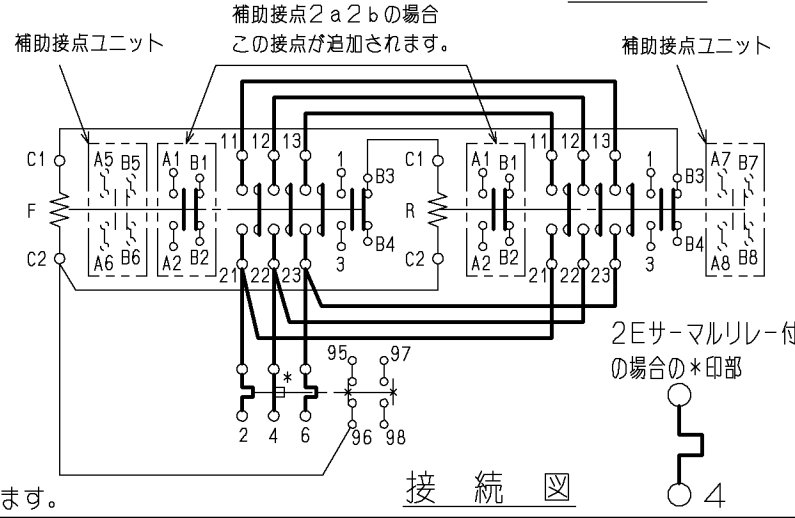 補助接点2a2bの場合
この接点が追加されます。
補助接点ユニット
補助接点ユニット
11 12 13
11 12 13
C1 A5 B5 A1 B1 1 B3 C1 A1 B1 1 B3 A7 B7
F
R
C2 A6 B6 A2 B2 3 B4 C2 A2 B2 3 B4 A8 B8
21 22 23
21 22 23
2Eサーマルリレー付
の場合の*印部
95 97
*
2 4 6
96 98
4
接続図
ます。